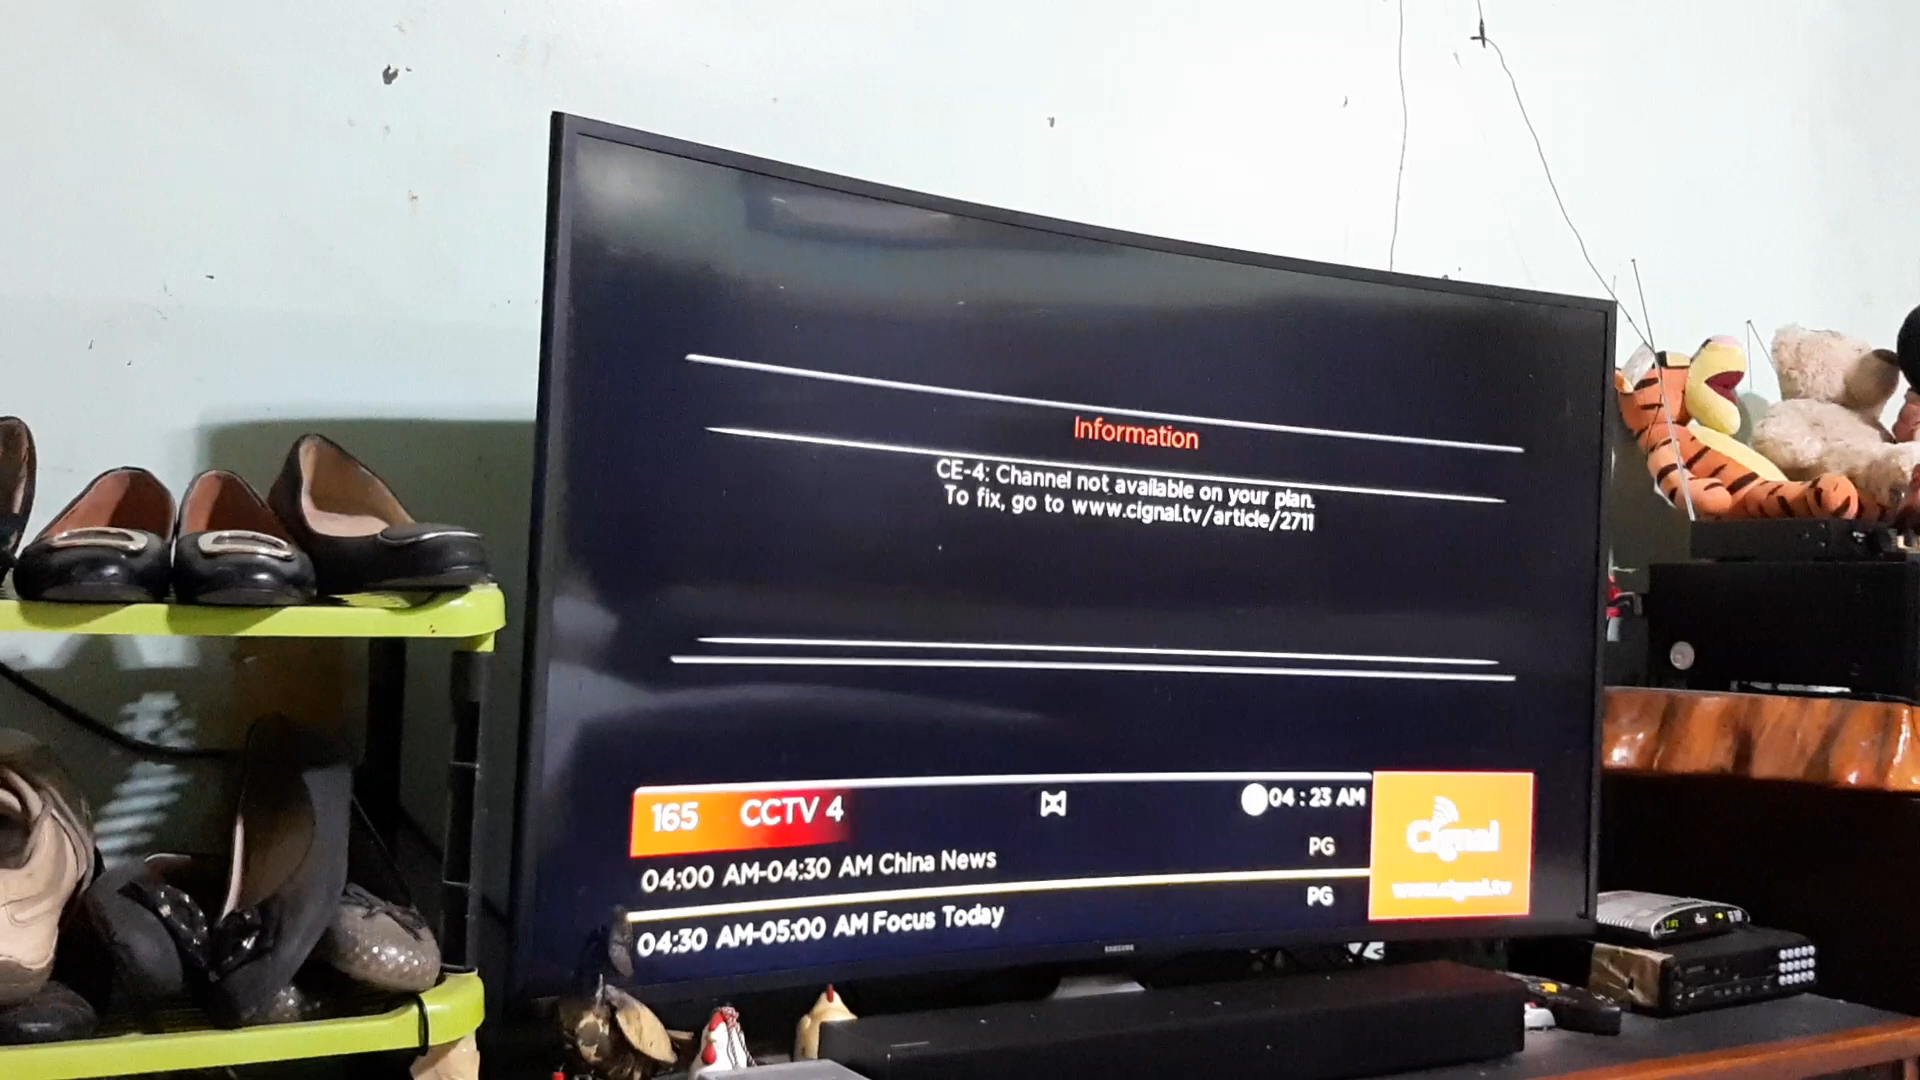 Information
CE-4: Channel not available on your plan.
To fix, go to www.cignal.tv/article/2711
165 CCTV 4 04 : 23 AM
04:00 AM-04:30 AM China News PG
04:30 AM-05:00 AM Focus Today PG
Cignal
www.cignal.tv
SAMSUNG